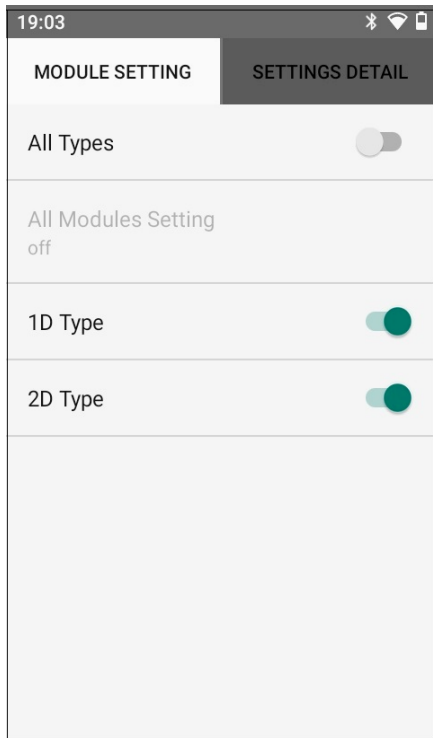 19:03
MODULE SETTING SETTINGS DETAIL
All Types
All Modules Setting
off
1D Type
2D Type